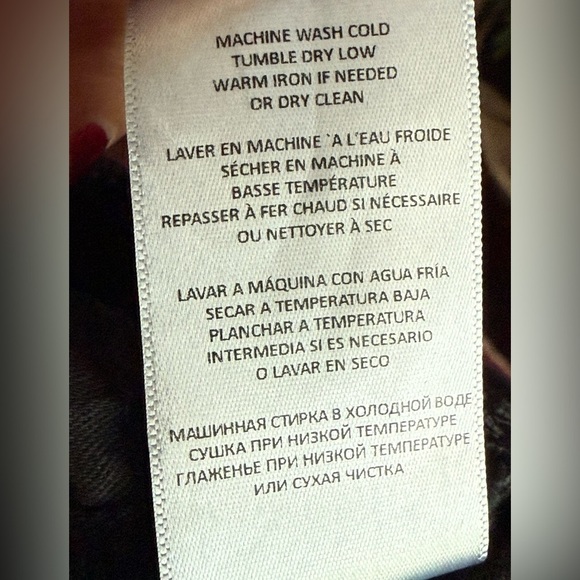 MACHINE WASH COLD
TUMBLE DRY LOW
WARM IRON IF NEEDED
OR DRY CLEAN
LAVER EN MACHINE `A L'EAU FROIDE
SÉCHER EN MACHINE À
BASSE TEMPÉRATURE
REPASSER À FER CHAUD SI NÉCESSAIRE
OU NETTOYER À SEC
LAVAR A MÁQUINA CON AGUA FRÍA
SECAR A TEMPERATURA BAJA
PLANCHAR A TEMPERATURA
INTERMEDIA SI ES NECESARIO
O LAVAR EN SECO
МАШИННАЯ СТИРКА В ХОЛОДНОЙ ВОДЕ
СУШКА ПРИ НИЗКОЙ ТЕМПЕРАТУРЕ
ГЛАЖЕНЬЕ ПРИ НИЗКОЙ ТЕМПЕРАТУРЕ
ИЛИ СУХАЯ ЧИСТКА